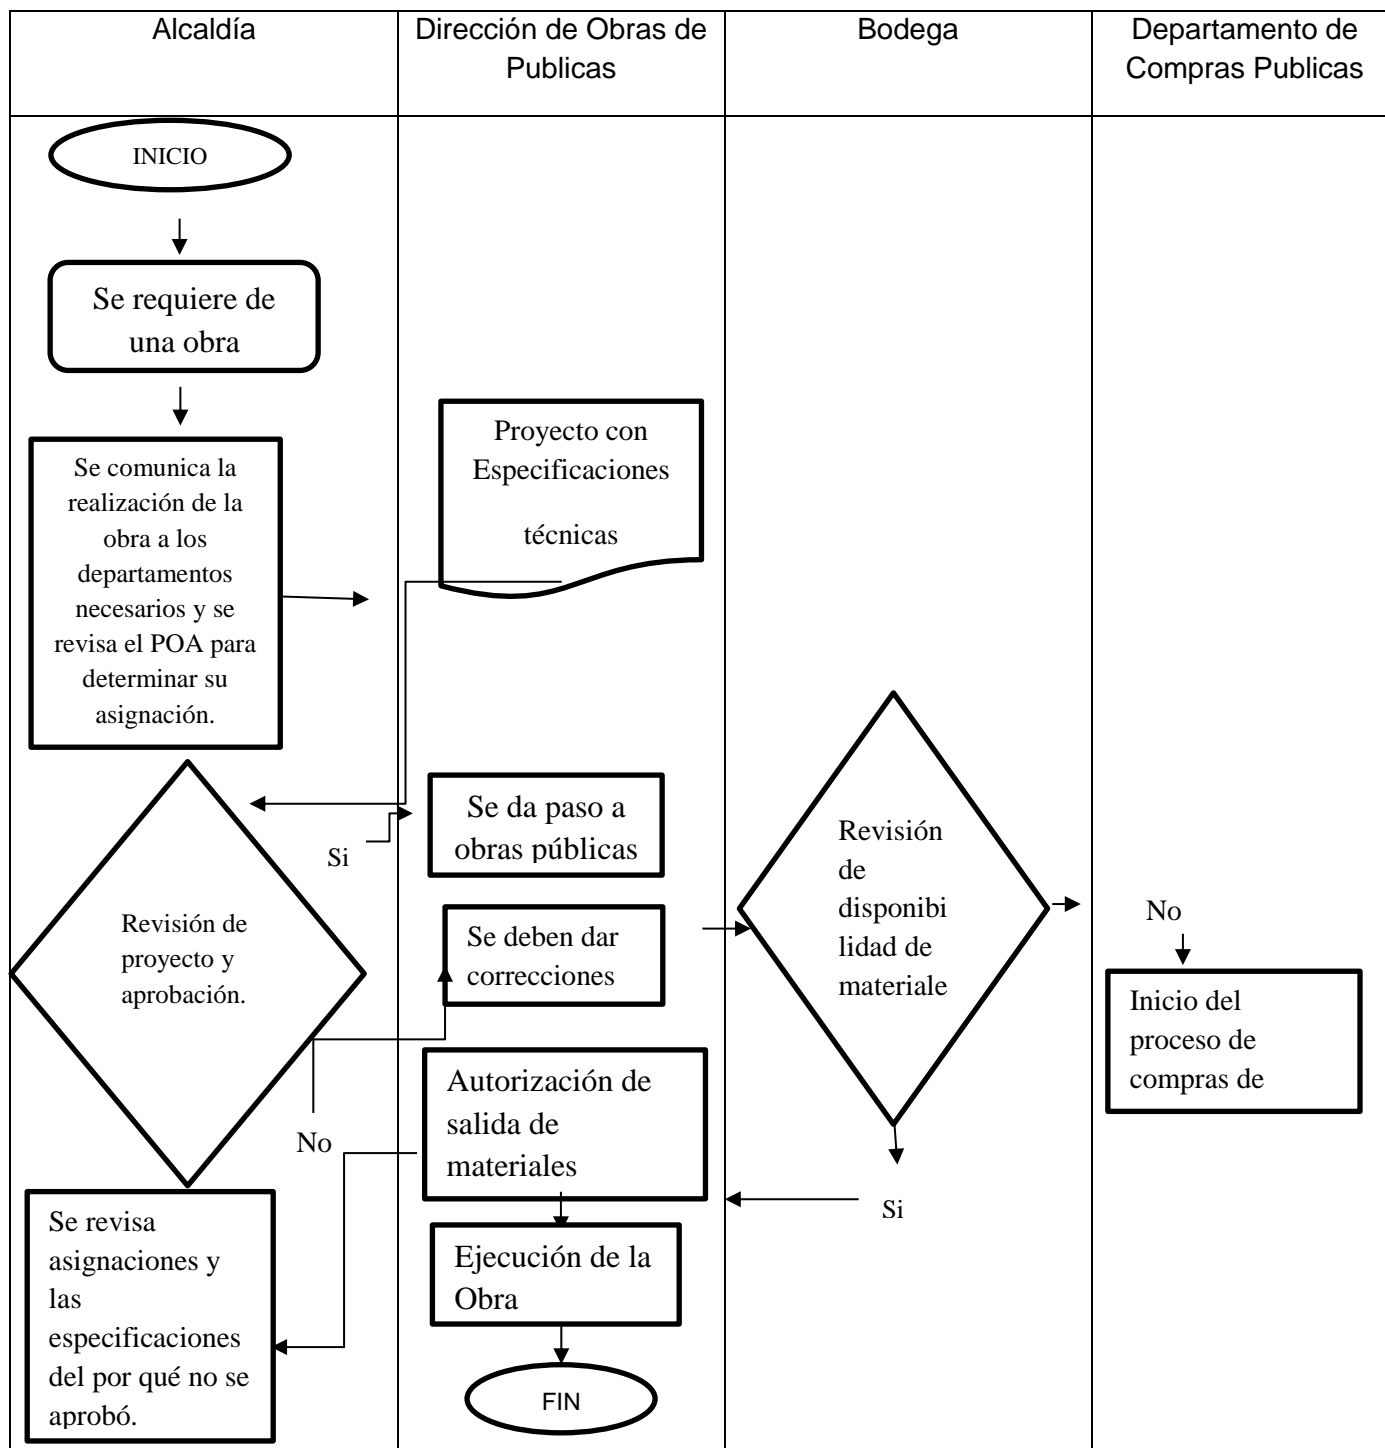 Alcaldía
Dirección de Obras de
Publicas
Bodega
Departamento de
Compras Publicas
INICIO
Se requiere de
una obra
Se comunica la
realización de la
obra a los
departamentos
necesarios y se
revisa el POA para
determinar su
asignación.
Proyecto con
Especificaciones
técnicas
Revisión de
proyecto y
aprobación.
Si
No
Se da paso a
obras públicas
Se deben dar
correcciones
Revisión
de
disponibi
lidad de
materiale
No
Inicio del
proceso de
compras de
Si
Autorización de
salida de
materiales
Se revisa
asignaciones y
las
especificaciones
del por qué no se
aprobó.
Ejecución de la
Obra
FIN